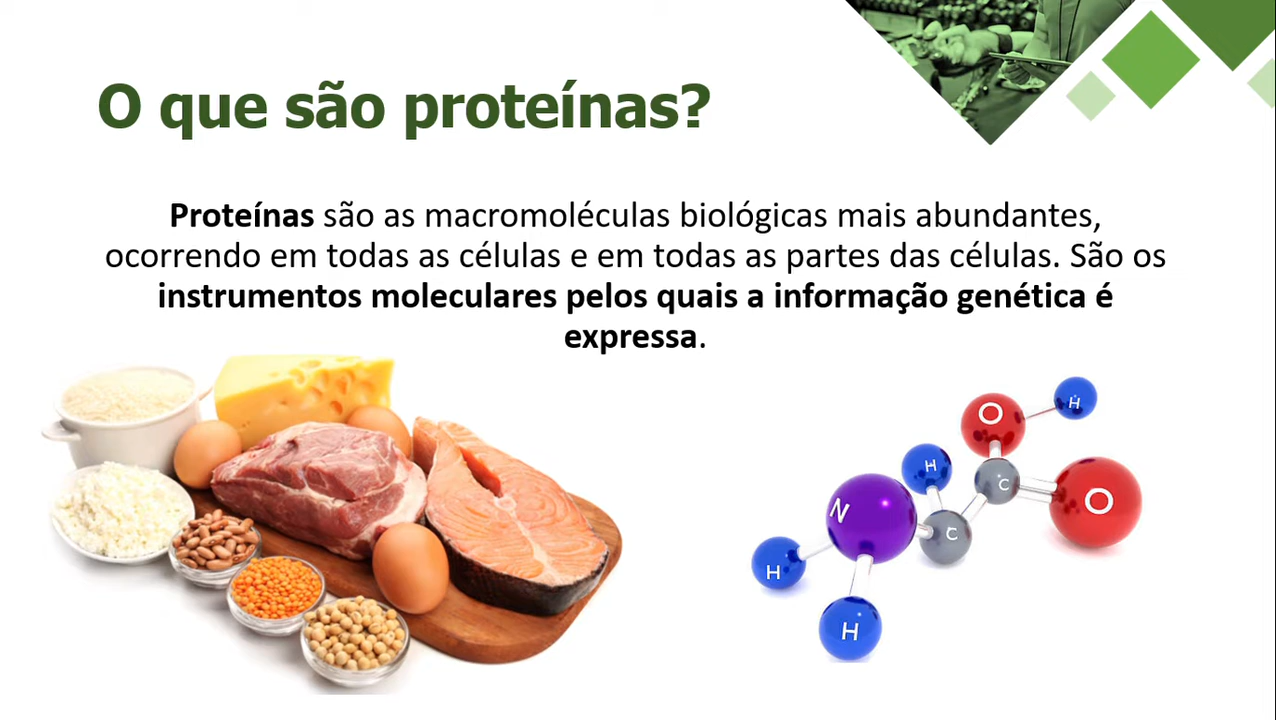 O que são proteínas?
Proteínas são as macromoléculas biológicas mais abundantes,
ocorrendo em todas as células e em todas as partes das células. São os
instrumentos moleculares pelos quais a informação genética é
expressa.
O
H
H
C
O
N
C
H
H